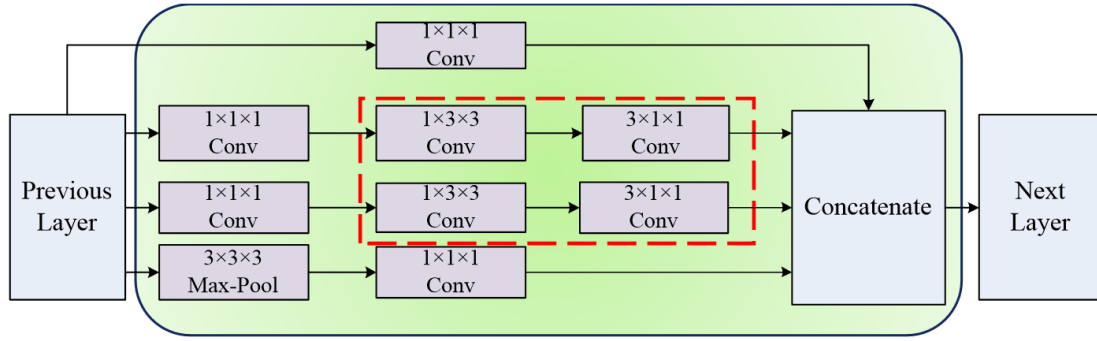 1×1×1
Conv
Previous
Layer
1×1×1
Conv
1×3×3
Conv
3×1×1
Conv
1×1×1
Conv
1×3×3
Conv
3×1×1
Conv
3×3×3
Max-Pool
1×1×1
Conv
Concatenate
Next
Layer